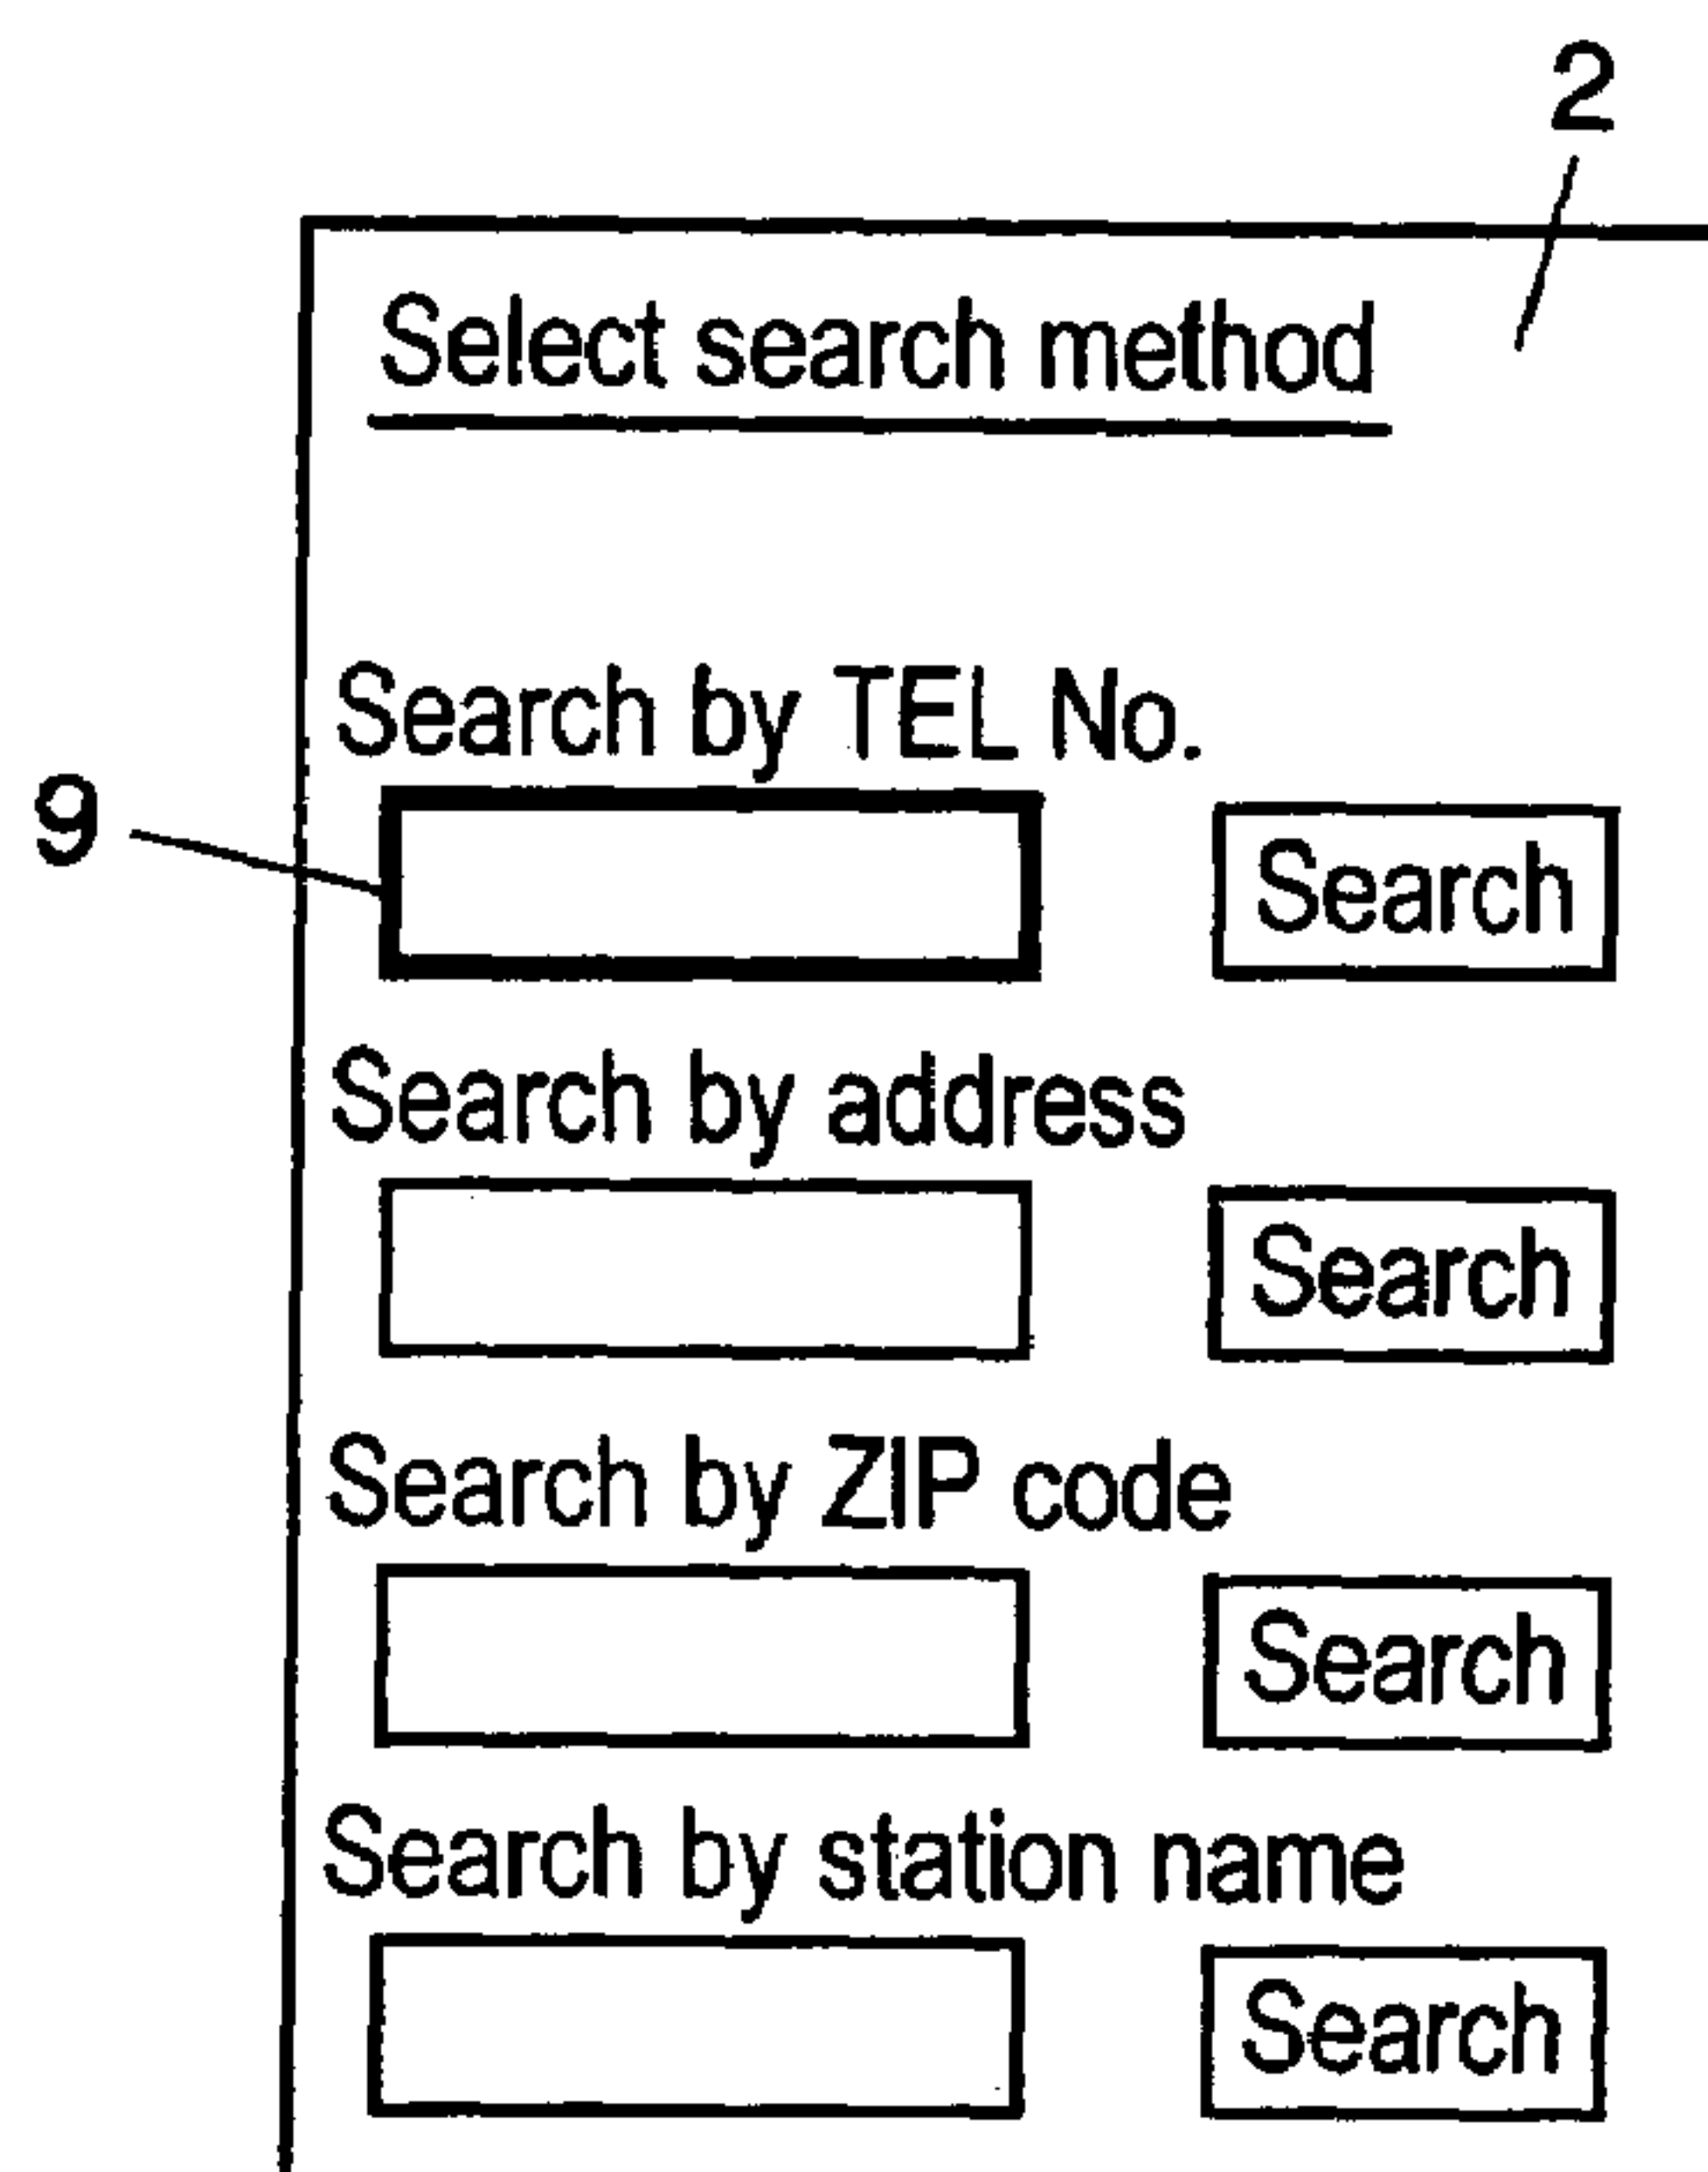 2
Select search method
Search by TEL No.
9
Search
Search by address
Search
Search by ZIP code
Search
Search by station name
Search